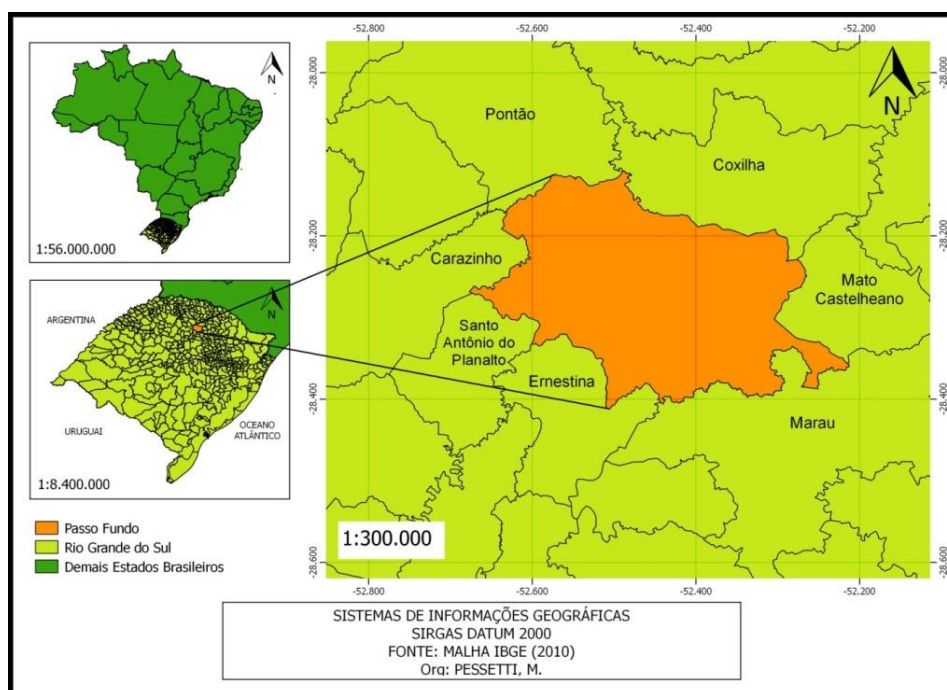 N
1:56.000.000
ARGENTINA
N
URUGUAI
OCEANO
ATLÂNTICO
1:8.400.000
Passo Fundo
Rio Grande do Sul
Demais Estados Brasileiros
-52.800
-52.600
-52.400
-52.200
-28.000
-28.200
-28.400
-28.600
-28.000
-28.200
-28.400
-28.600
N
Pontão
Coxilha
Carazinho
Mato
Castelheano
Santo
Antônio do
Planalto
Ernestina
Marau
1:300.000
-52.800
-52.600
-52.400
-52.200
SISTEMAS DE INFORMAÇÕES GEOGRÁFICAS
SIRGAS DATUM 2000
FONTE: MALHA IBGE (2010)
Org: PESSETTI, M.